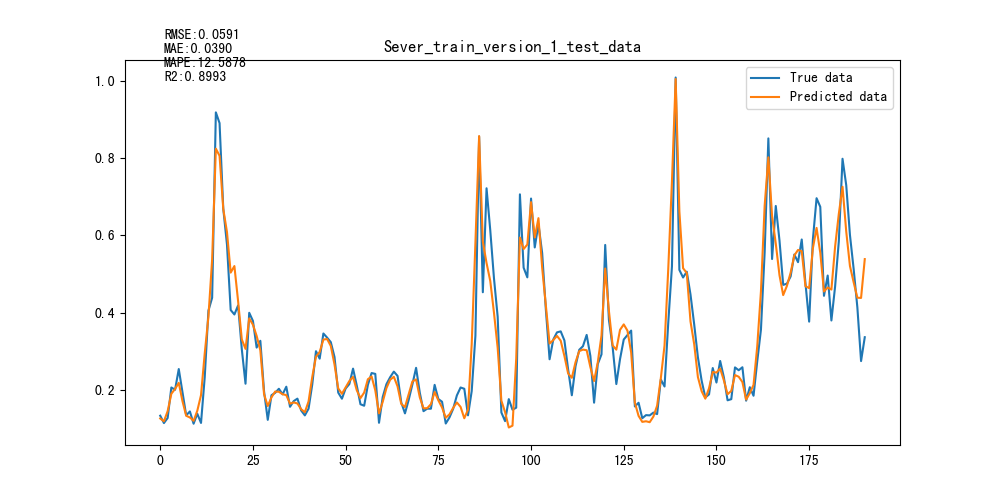 RMSE:0.0591
MAE:0.0390
MAPE:12.5878
R2:0.8993
Sever_train_version_1_test_data
True data
Predicted data
1.0
0.8
0.6
0.4
0.2
0 25 50 75 100 125 150 175